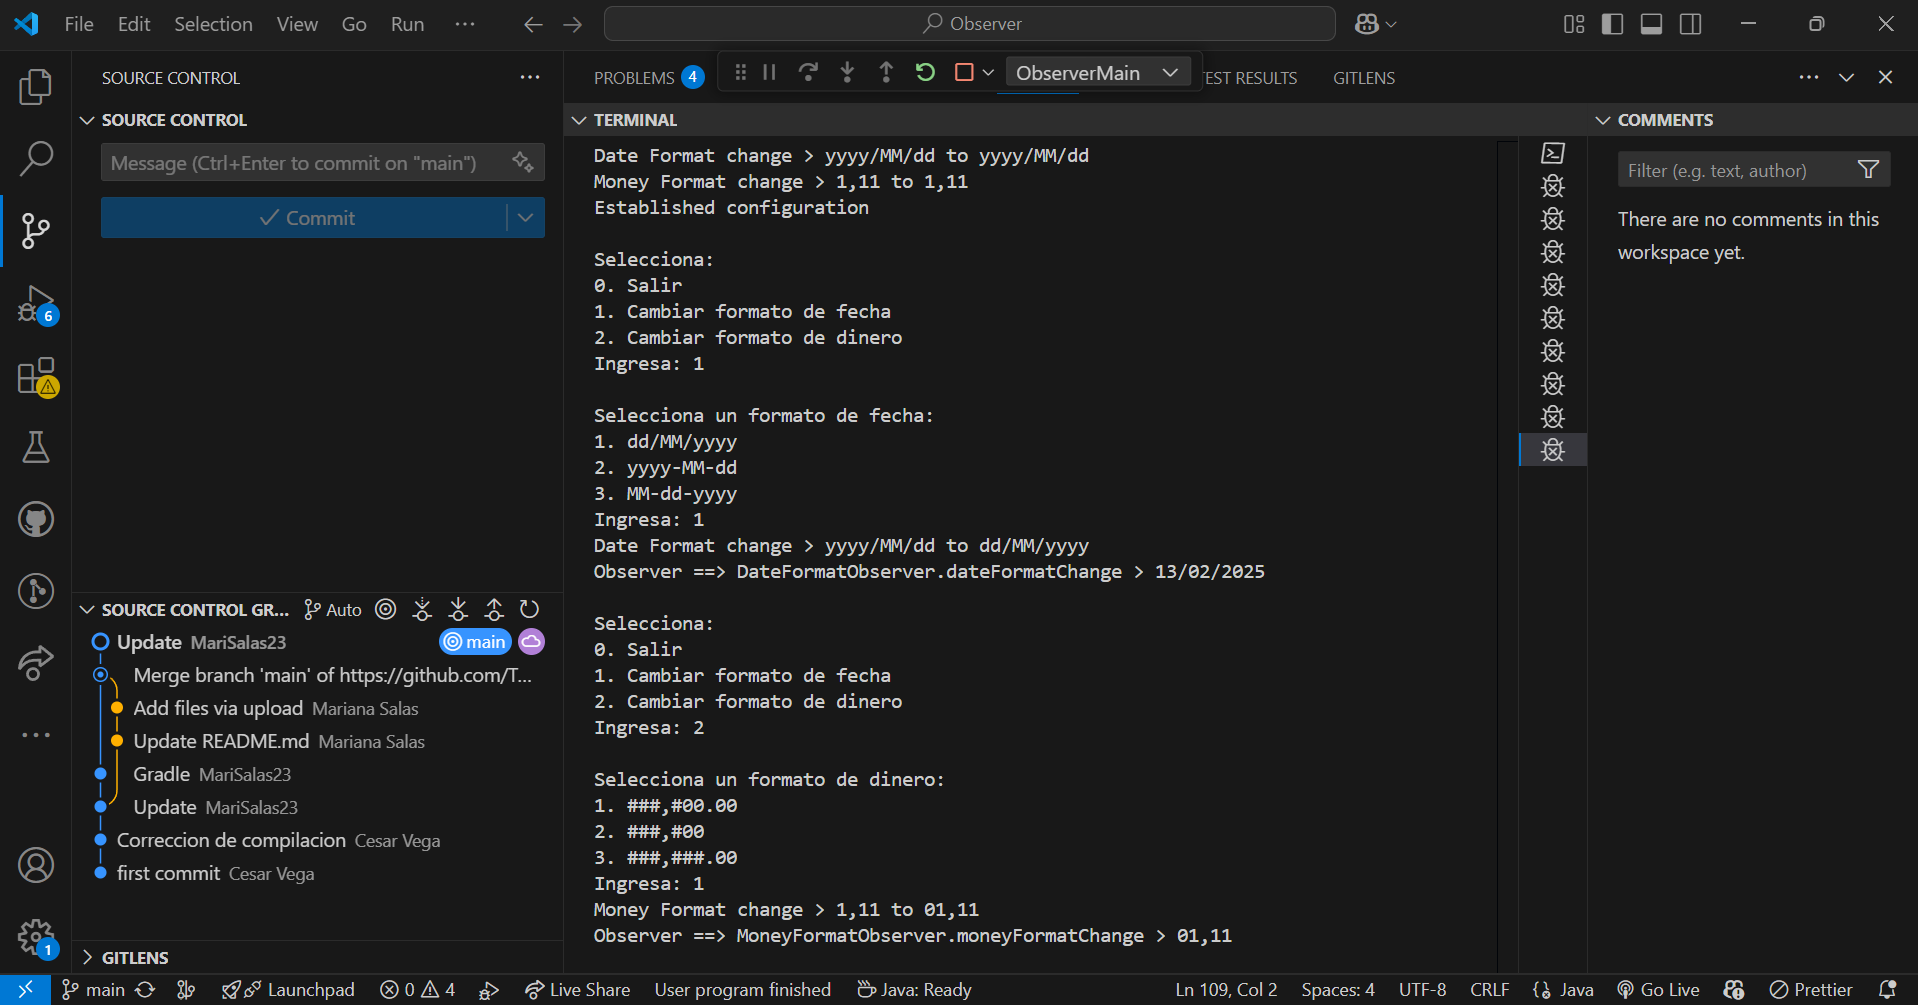 File Edit Selection View Go Run ···
Observer
SOURCE CONTROL ···
SOURCE CONTROL
Message (Ctrl+Enter to commit on "main")
Commit
SOURCE CONTROL GR... Auto
Update MariSalas23 main
Merge branch 'main' of https://github.com/T...
Add files via upload Mariana Salas
Update README.md Mariana Salas
Gradle MariSalas23
Update MariSalas23
Correccion de compilacion Cesar Vega
first commit Cesar Vega
GITLENS
6
1
PROBLEMS 4
ObserverMain
EST RESULTS GITLENS
TERMINAL
Date Format change > yyyy/MM/dd to yyyy/MM/dd
Money Format change > 1,11 to 1,11
Established configuration
Selecciona:
0. Salir
1. Cambiar formato de fecha
2. Cambiar formato de dinero
Ingresa: 1
Selecciona un formato de fecha:
1. dd/MM/yyyy
2. yyyy-MM-dd
3. MM-dd-yyyy
Ingresa: 1
Date Format change > yyyy/MM/dd to dd/MM/yyyy
Observer ==> DateFormatObserver.dateFormatChange > 13/02/2025
Selecciona:
0. Salir
1. Cambiar formato de fecha
2. Cambiar formato de dinero
Ingresa: 2
Selecciona un formato de dinero:
1. ###,#00.00
2. ###,#00
3. ###,###.00
Ingresa: 1
Money Format change > 1,11 to 01,11
Observer ==> MoneyFormatObserver.moneyFormatChange > 01,11
COMMENTS
Filter (e.g. text, author)
There are no comments in this
workspace yet.
main Launchpad 0 4 Live Share User program finished Java: Ready Ln 109, Col 2 Spaces: 4 UTF-8 CRLF Java Go Live Prettier